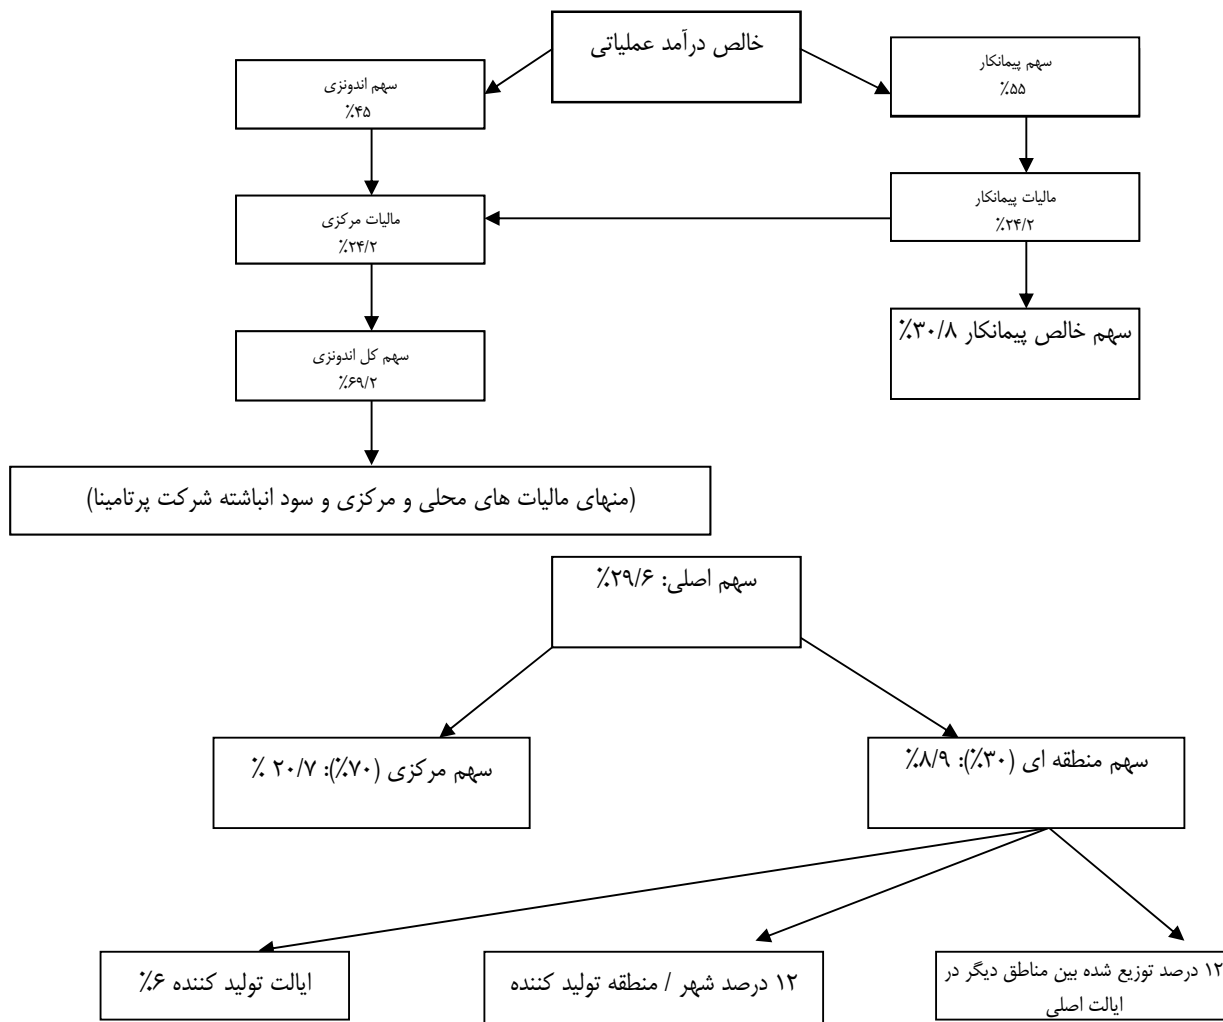 خالص درآمد عملیاتی
سهم پیمانکار
٪۵۵
سهم اندونزی
٪۴۵
مالیات پیمانکار
٪۲۴/۲
مالیات مرکزی
٪۲۴/۲
سهم خالص پیمانکار ۳۰/۸٪
سهم کل اندونزی
٪۶۹/۲
(منهای مالیات های محلی و مرکزی و سود انباشته شرکت پرتامینا)
سهم اصلی: ۲۹/۶٪
سهم منطقه ای (۳۰٪): ۸/۹٪
سهم مرکزی (۷۰٪): ۲۰/۷ ٪
۱۲ درصد توزیع شده بین مناطق دیگر در
ایالت اصلی
۱۲ درصد شهر / منطقه تولید کننده
ایالت تولید کننده ۶٪